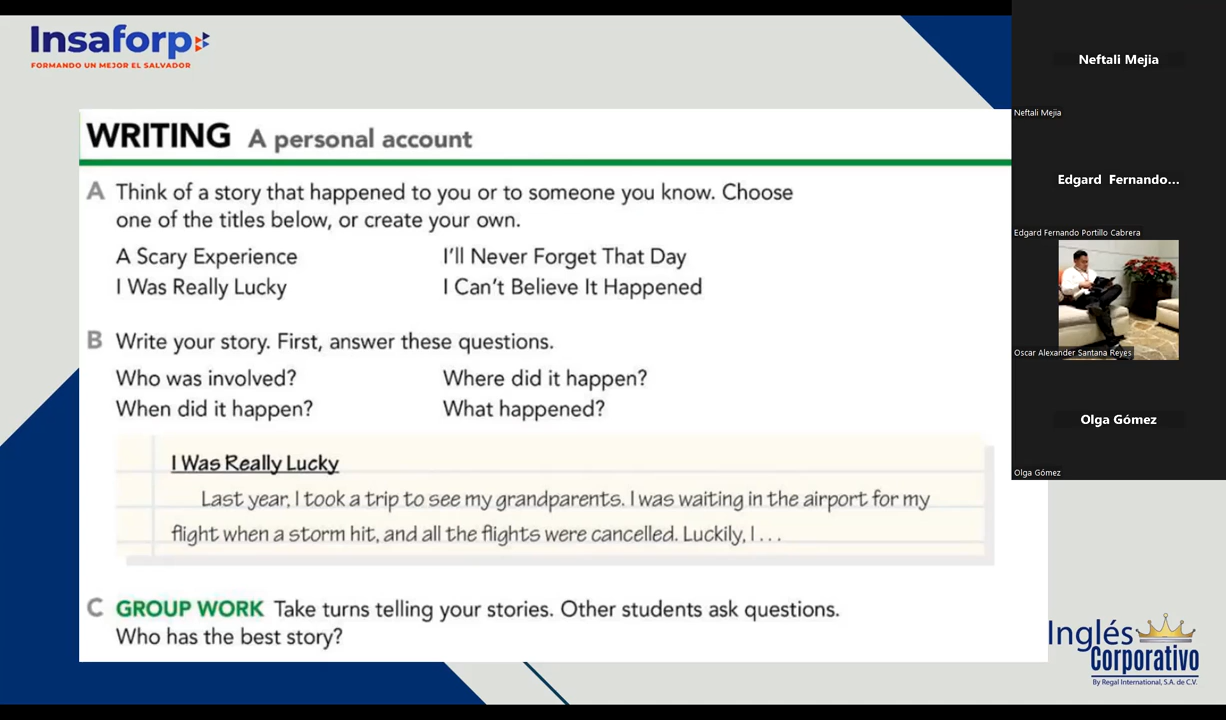 Insaforp
FORMANDO UN MEJOR EL SALVADOR
WRITING A personal account
A Think of a story that happened to you or to someone you know. Choose
one of the titles below, or create your own.
A Scary Experience I'll Never Forget That Day
I Was Really Lucky I Can't Believe It Happened
B Write your story. First, answer these questions.
Who was involved? Where did it happen?
When did it happen? What happened?
I Was Really Lucky
Last year, I took a trip to see my grandparents. I was waiting in the airport for my
flight when a storm hit, and all the flights were cancelled. Luckily, I . . .
C GROUP WORK Take turns telling your stories. Other students ask questions.
Who has the best story?
Neftali Mejia
Neftali Mejia
Edgard Fernando...
Edgard Fernando Portillo Cabrera
Oscar Alexander Santana Reyes
Olga Gómez
Olga Gómez
Inglés
Corporativo
By Regal International, S.A. de C.V.